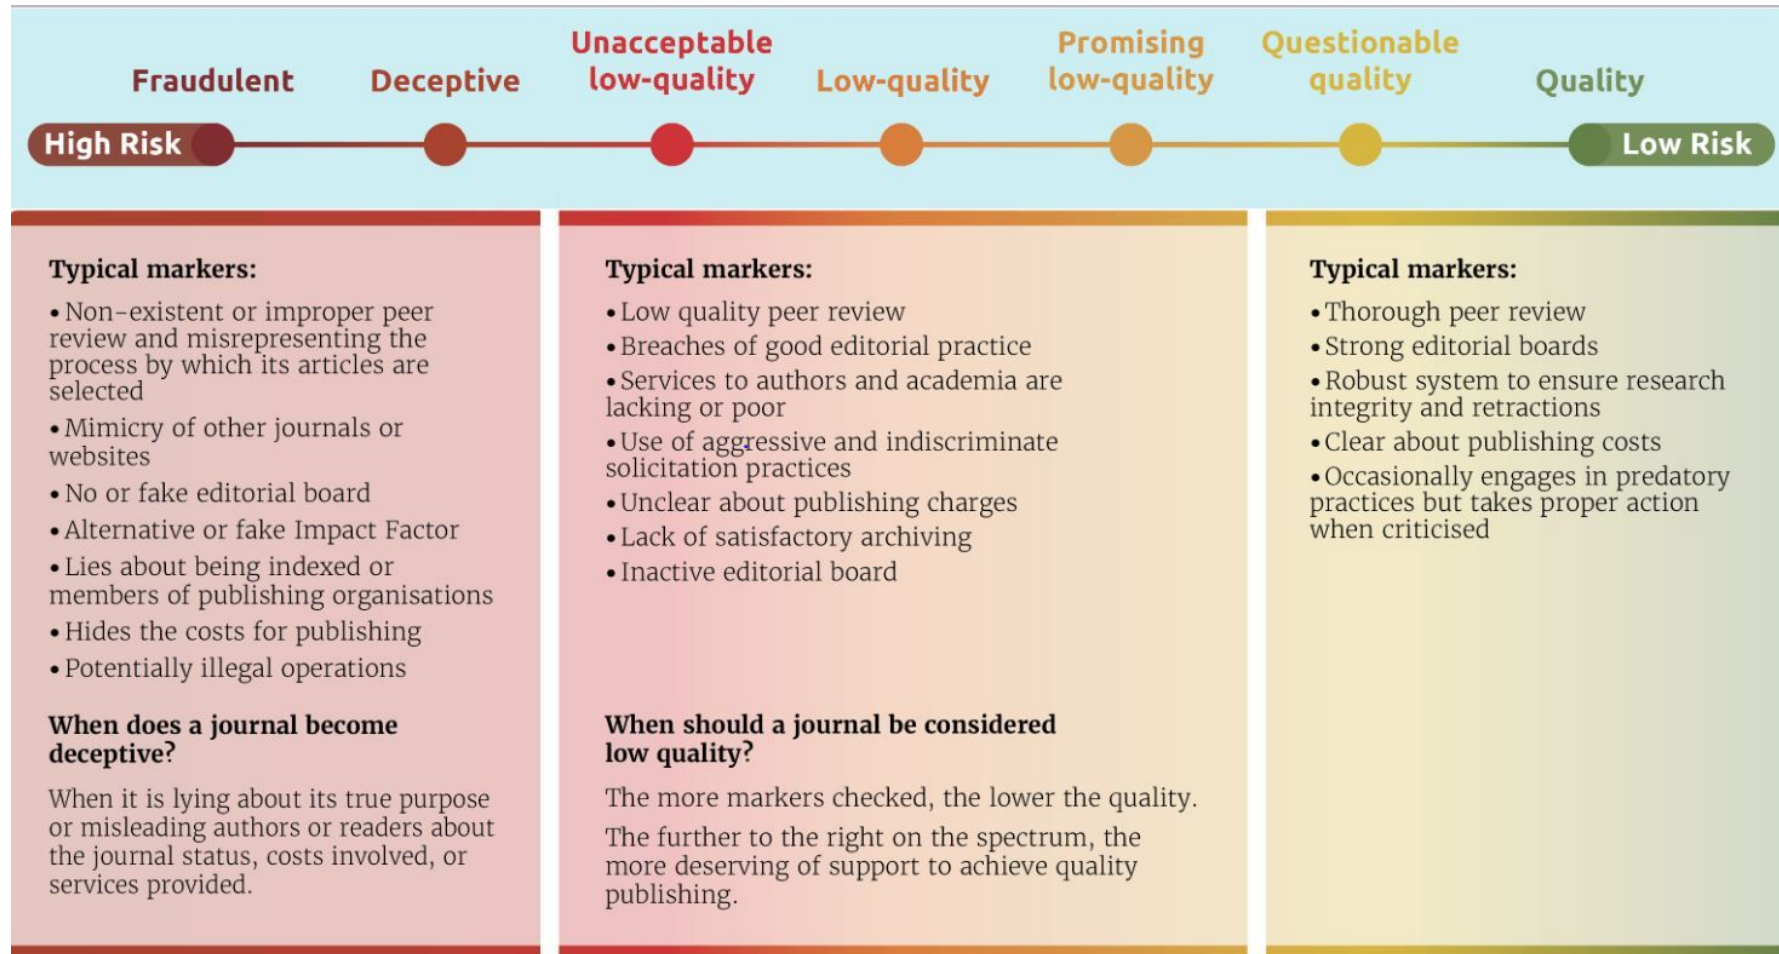 Fraudulent
Deceptive
Unacceptable
low-quality
Low-quality
Promising
low-quality
Questionable
quality
Quality
High Risk
Low Risk
Typical markers:
• Non-existent or improper peer
review and misrepresenting the
process by which its articles are
selected
• Mimicry of other journals or
websites
• No or fake editorial board
• Alternative or fake Impact Factor
• Lies about being indexed or
members of publishing organisations
• Hides the costs for publishing
• Potentially illegal operations
When does a journal become
deceptive?
When it is lying about its true purpose
or misleading authors or readers about
the journal status, costs involved, or
services provided.
Typical markers:
• Low quality peer review
• Breaches of good editorial practice
• Services to authors and academia are
lacking or poor
• Use of aggressive and indiscriminate
solicitation practices
• Unclear about publishing charges
• Lack of satisfactory archiving
• Inactive editorial board
When should a journal be considered
low quality?
The more markers checked, the lower the quality.
The further to the right on the spectrum, the
more deserving of support to achieve quality
publishing.
Typical markers:
• Thorough peer review
• Strong editorial boards
• Robust system to ensure research
integrity and retractions
• Clear about publishing costs
• Occasionally engages in predatory
practices but takes proper action
when criticised